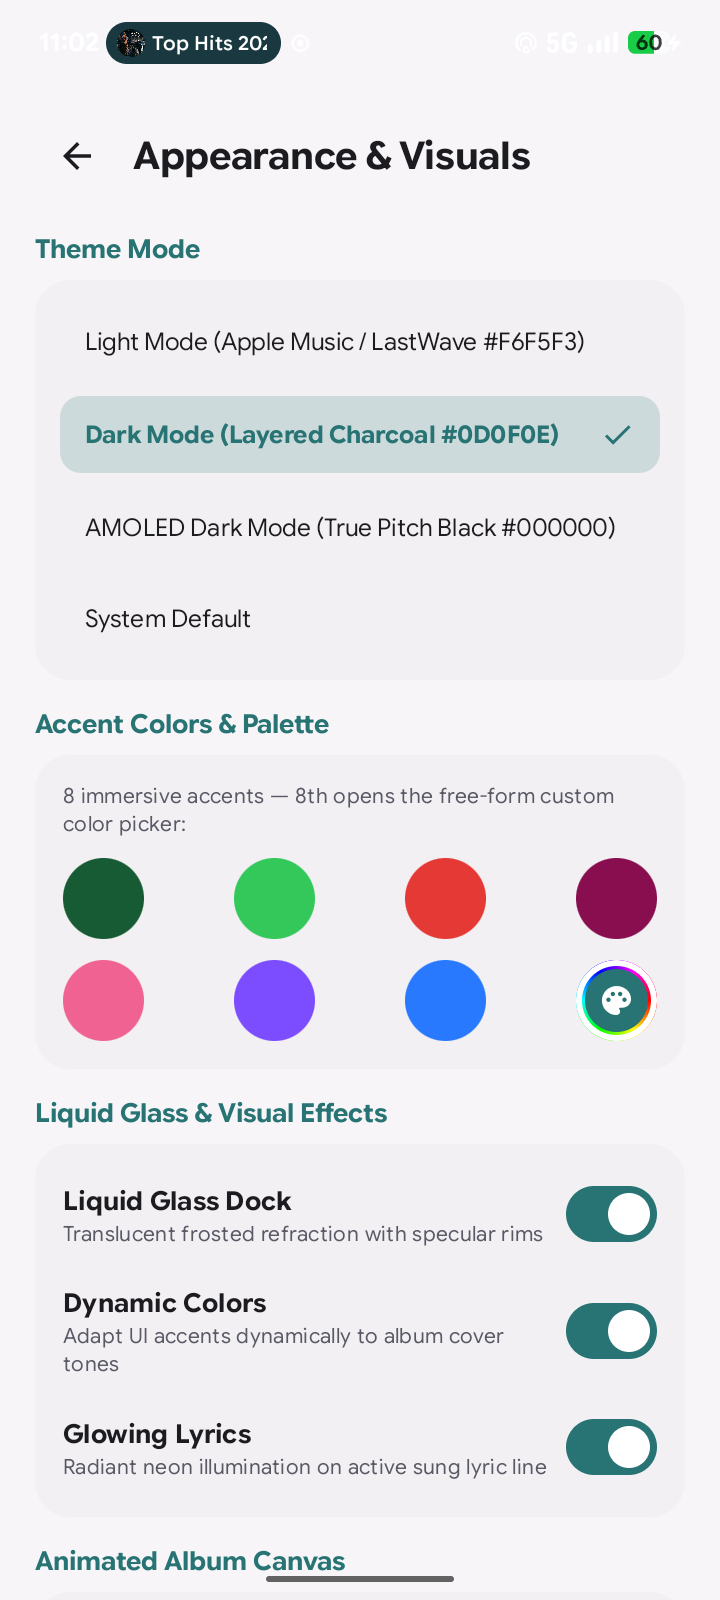 11:02 Top Hits 202 5G 60
Appearance & Visuals
Theme Mode
Light Mode (Apple Music / LastWave #F6F5F3)
Dark Mode (Layered Charcoal #0D0F0E)
AMOLED Dark Mode (True Pitch Black #000000)
System Default
Accent Colors & Palette
8 immersive accents — 8th opens the free-form custom
color picker:
Liquid Glass & Visual Effects
Liquid Glass Dock
Translucent frosted refraction with specular rims
Dynamic Colors
Adapt UI accents dynamically to album cover
tones
Glowing Lyrics
Radiant neon illumination on active sung lyric line
Animated Album Canvas